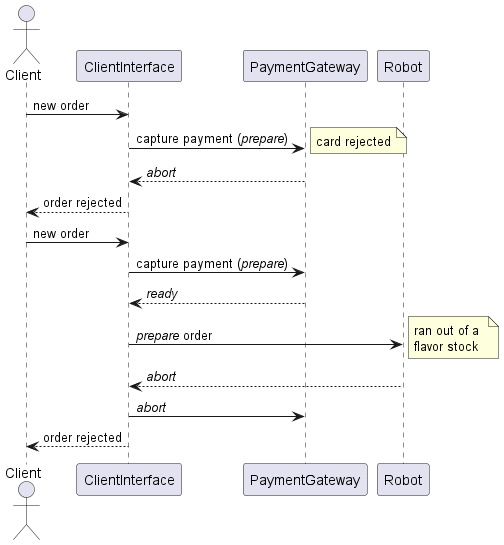 Client
ClientInterface
PaymentGateway
Robot
new order
capture payment (prepare)
card rejected
abort
order rejected
new order
capture payment (prepare)
ready
ran out of a
flavor stock
prepare order
abort
abort
order rejected
Client
ClientInterface
PaymentGateway
Robot